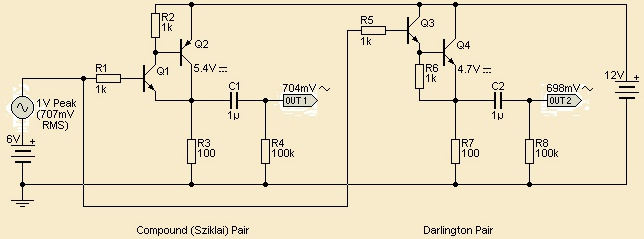 R2
1k
Q2
R5
1k
Q3
Q4
R1
1k
Q1
5.4V
R6
1k
4.7V
12V
+
1V Peak
(707mV
RMS)
C1
1µ
704mV
OUT 1
C2
1µ
698mV
OUT 2
6V
+
R3
100
R4
100k
R7
100
R8
100k
Compound (Sziklai) Pair
Darlington Pair